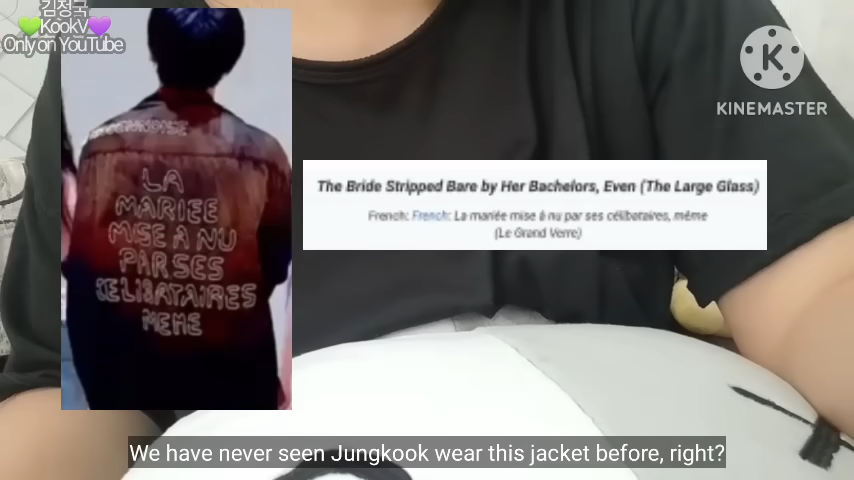 김정국
💚KookV💜
Only on YouTube
KINEMASTER
LA
MARIEE
MISE A NU
PAR SES
CELIBATAIRES
MEME
The Bride Stripped Bare by Her Bachelors, Even (The Large Glass)
French: French: La mariée mise à nu par ses célibataires, même
(Le Grand Verre)
We have never seen Jungkook wear this jacket before, right?